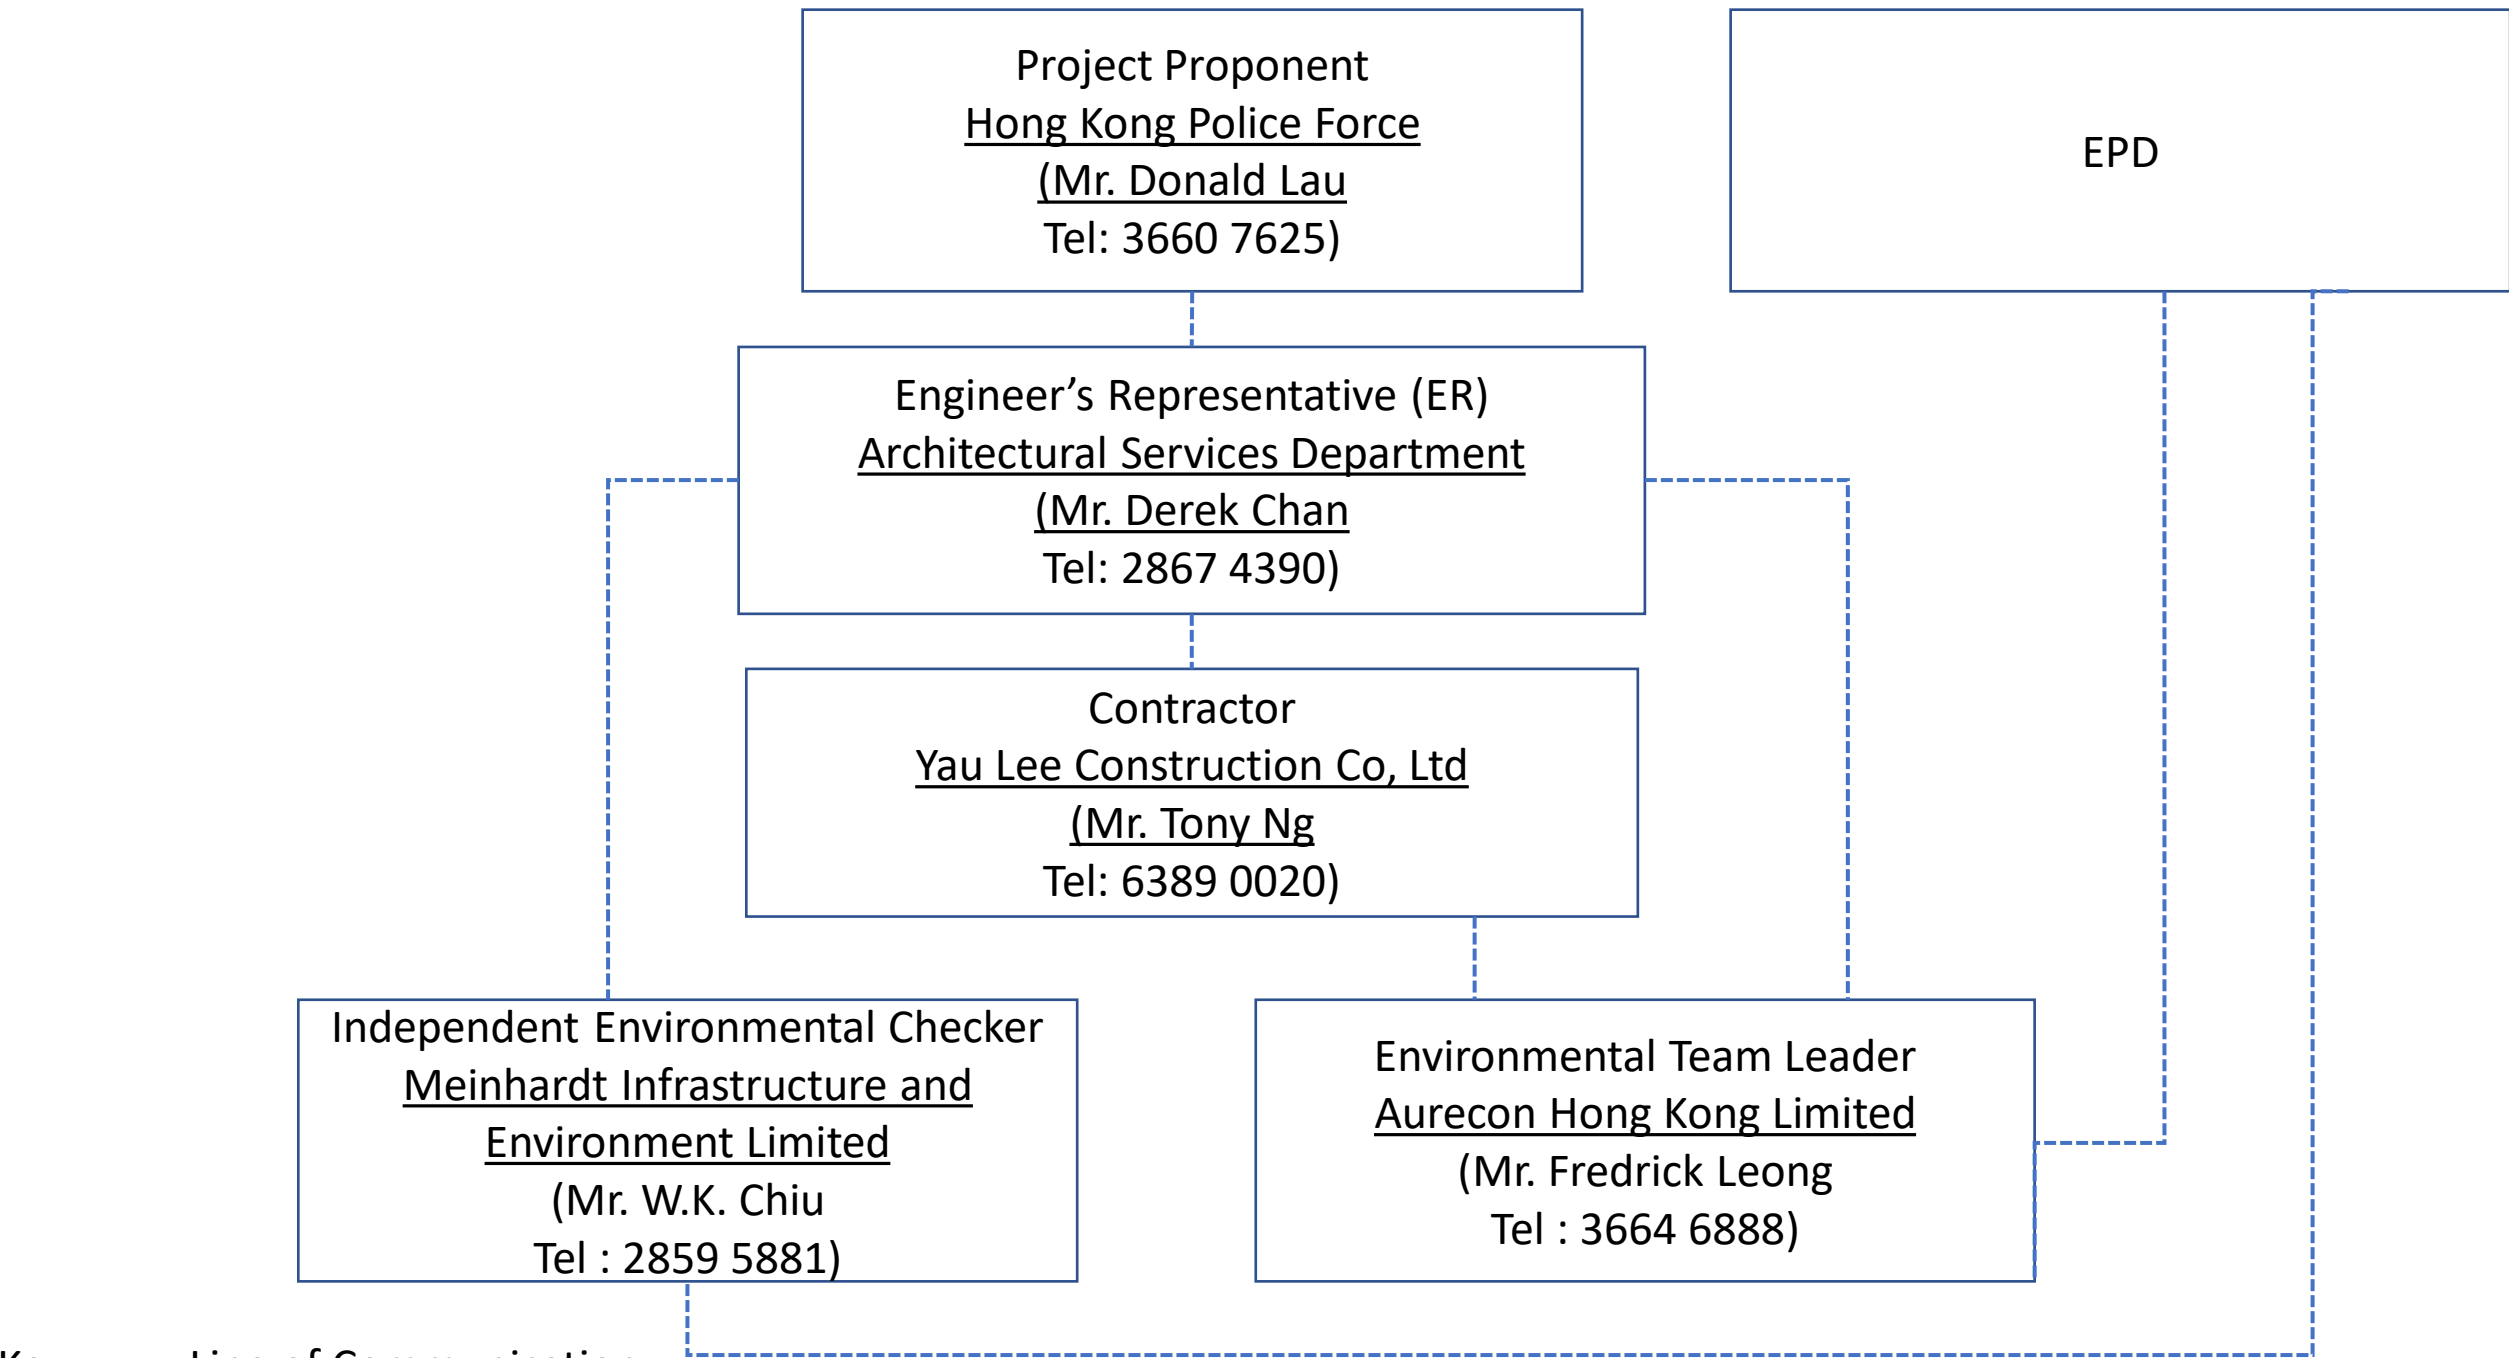 Project Proponent
Hong Kong Police Force
(Mr. Donald Lau
Tel: 3660 7625)
EPD
Engineer’s Representative (ER)
Architectural Services Department
(Mr. Derek Chan
Tel: 2867 4390)
Contractor
Yau Lee Construction Co, Ltd
(Mr. Tony Ng
Tel: 6389 0020)
Independent Environmental Checker
Meinhardt Infrastructure and
Environment Limited
(Mr. W.K. Chiu
Tel : 2859 5881)
Environmental Team Leader
Aurecon Hong Kong Limited
(Mr. Fredrick Leong
Tel : 3664 6888)
of Communication